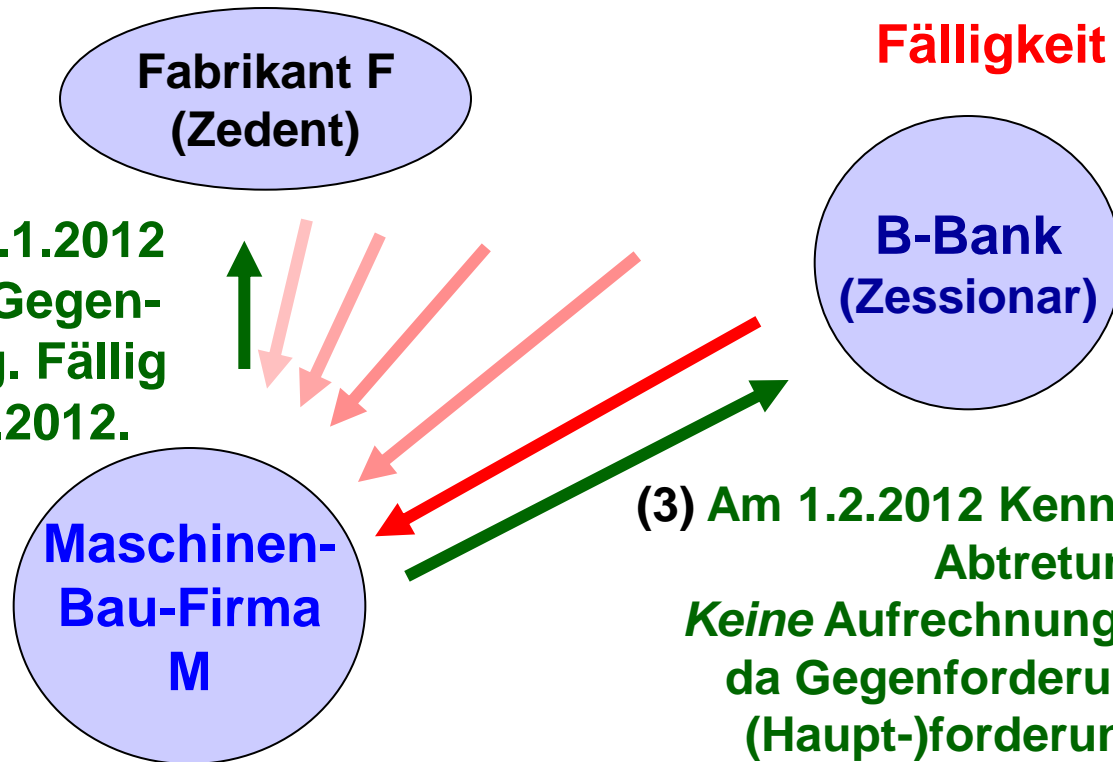 Fabrikant F
(Zedent)
Fälligkeit
B-Bank
(Zessionar)
.1.2012
Gegen-
g. Fällig
.2012.
Maschinen-
Bau-Firma
M
(3) Am 1.2.2012 Kenn
Abtretu
Keine Aufrechnung
da Gegenforderu
(Haupt-)forderun